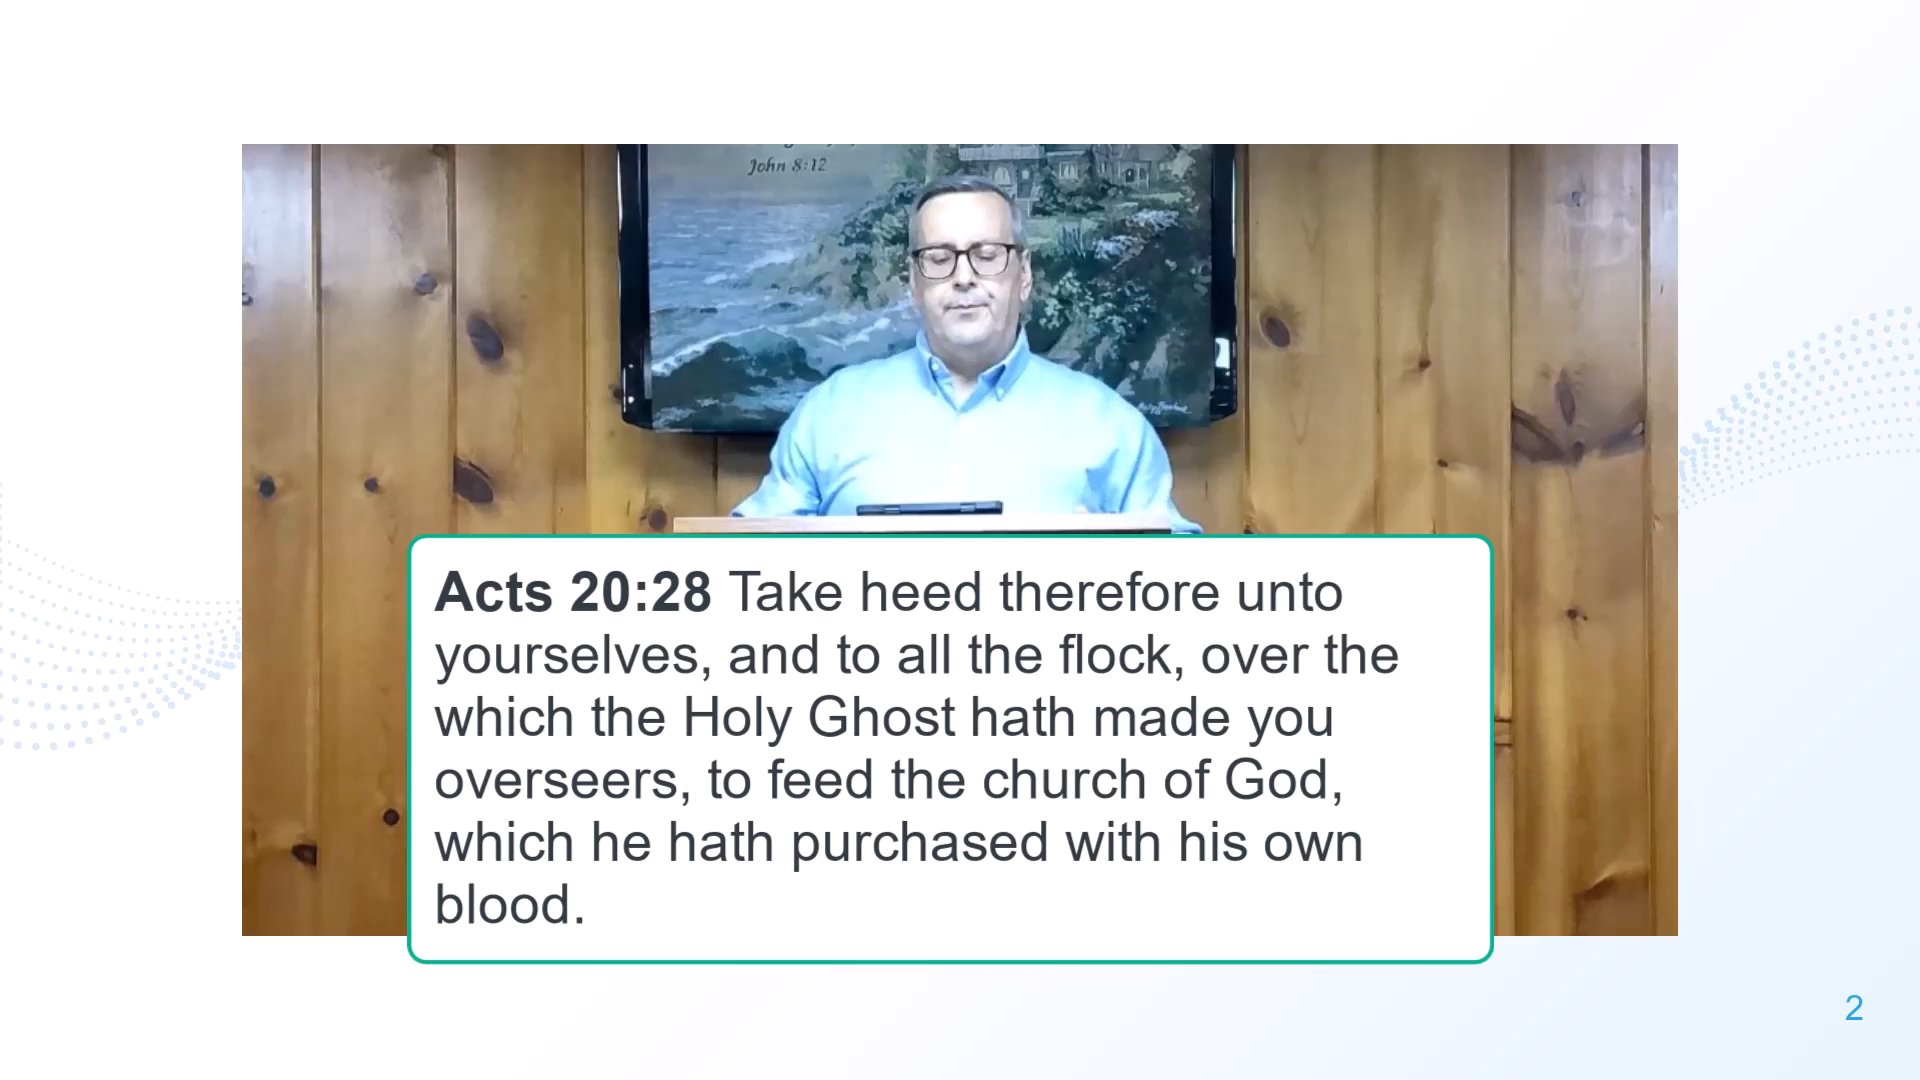 John 8:12
Acts 20:28 Take heed therefore unto
yourselves, and to all the flock, over the
which the Holy Ghost hath made you
overseers, to feed the church of God,
which he hath purchased with his own
blood.
2